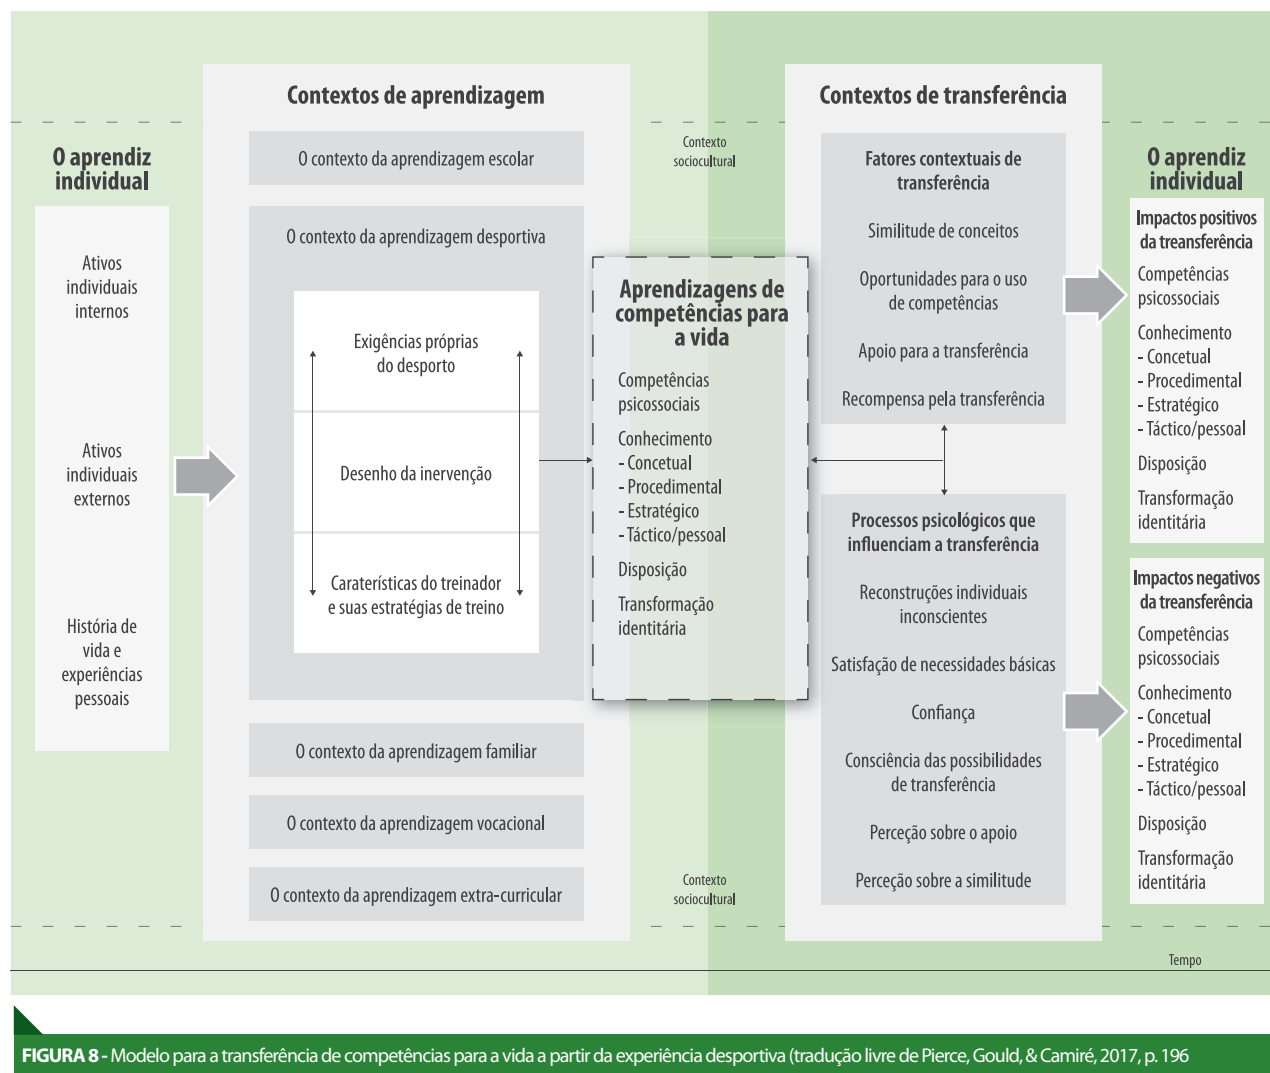 O aprendiz
individual
Ativos
individuais
internos
Ativos
individuais
externos
História de
vida e
experiências
pessoais
Contextos de aprendizagem
O contexto da aprendizagem escolar
O contexto da aprendizagem desportiva
Exigências próprias
do desporto
Desenho da inervenção
Caraterísticas do treinador
e suas estratégias de treino
O contexto da aprendizagem familiar
O contexto da aprendizagem vocacional
O contexto da aprendizagem extra-curricular
Contexto
sociocultural
Aprendizagens de
competências para
a vida
Competências
psicossociais
Conhecimento
- Concetual
- Procedimental
- Estratégico
- Táctico/pessoal
Disposição
Transformação
identitária
Contexto
sociocultural
Contextos de transferência
Fatores contextuais de
transferência
Similitude de conceitos
Oportunidades para o uso
de competências
Apoio para a transferência
Recompensa pela transferência
Processos psicológicos que
influenciam a transferência
Reconstruções individuais
inconscientes
Satisfação de necessidades básicas
Confiança
Consciência das possibilidades
de transferência
Perceção sobre o apoio
Perceção sobre a similitude
O aprendiz
individual
Impactos positivos
da treansferência
Competências
psicossociais
Conhecimento
- Concetual
- Procedimental
- Estratégico
- Táctico/pessoal
Disposição
Transformação
identitária
Impactos negativos
da treansferência
Competências
psicossociais
Conhecimento
- Concetual
- Procedimental
- Estratégico
- Táctico/pessoal
Disposição
Transformação
identitária
Tempo
FIGURA 8 - Modelo para a transferência de competências para a vida a partir da experiência desportiva (tradução livre de Pierce, Gould, & Camiré, 2017, p. 196